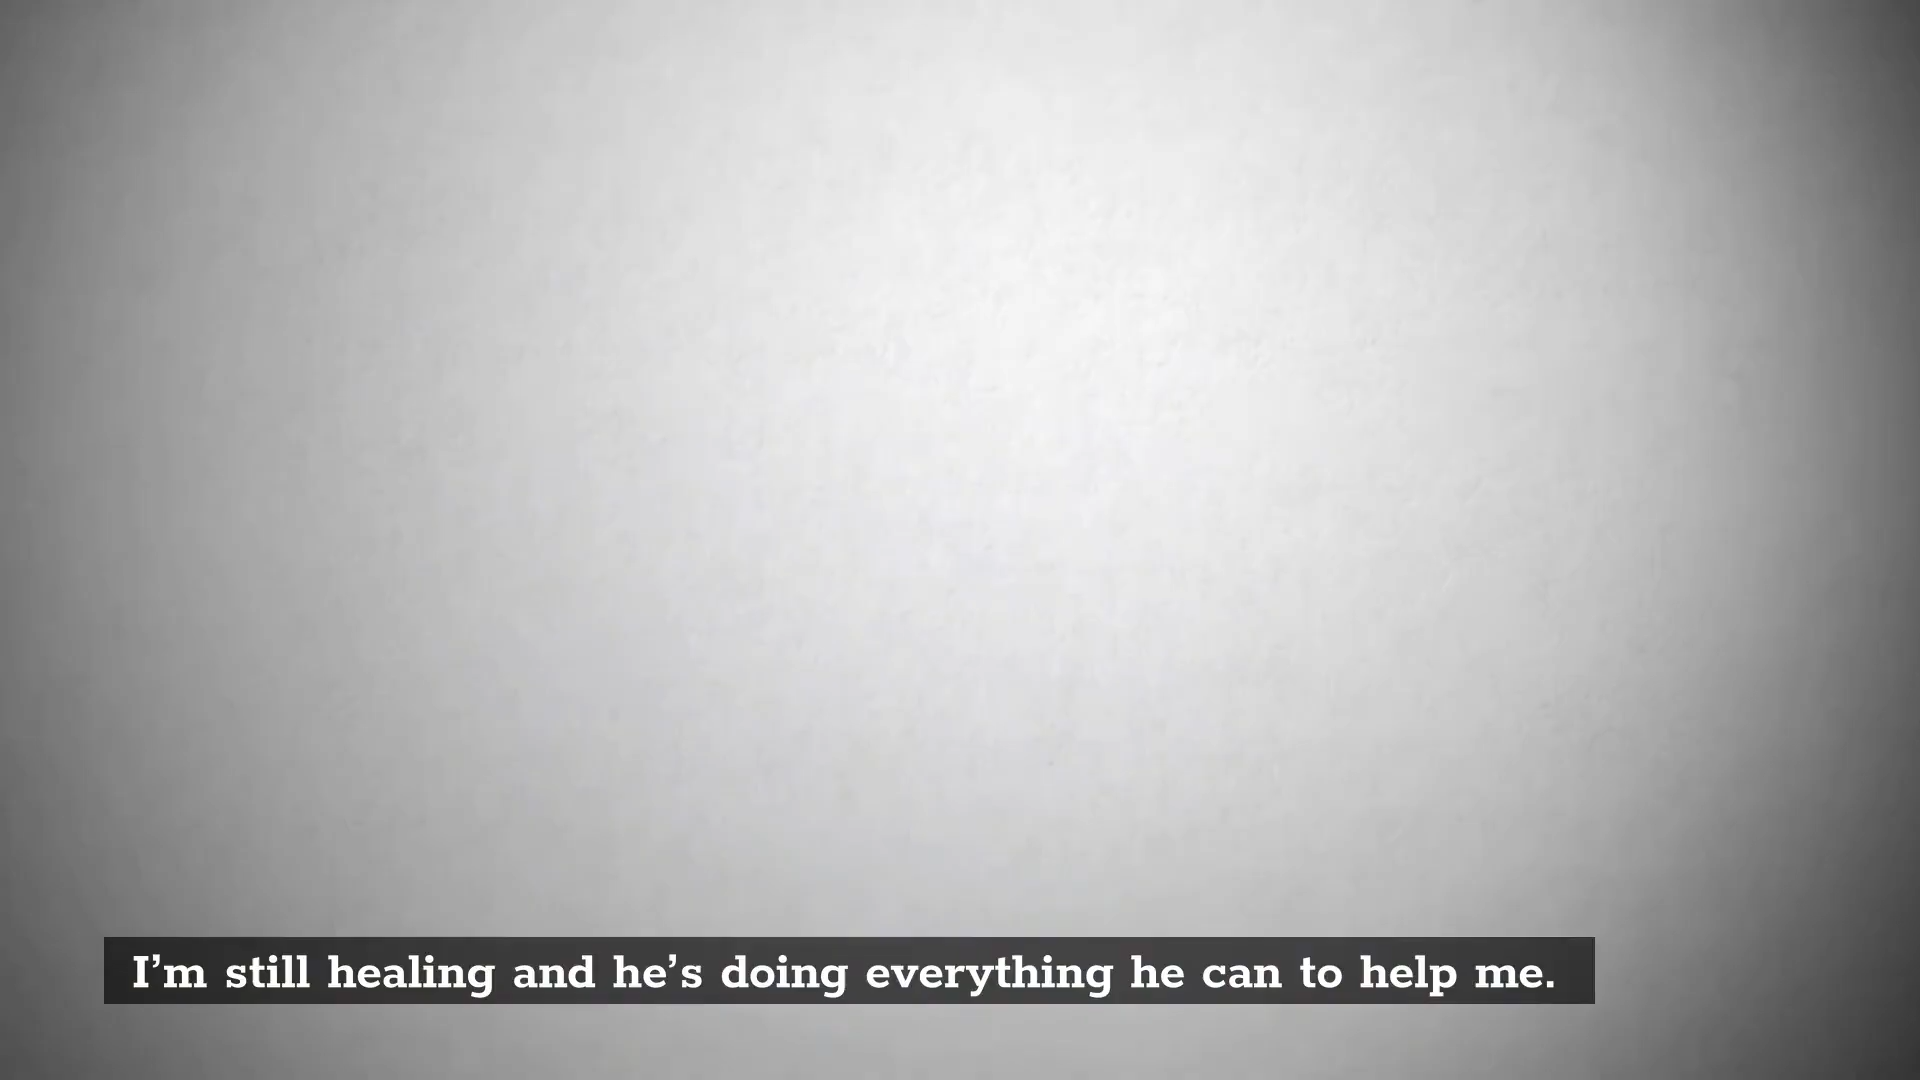 I’m still healing and he’s doing everything he can to help me.